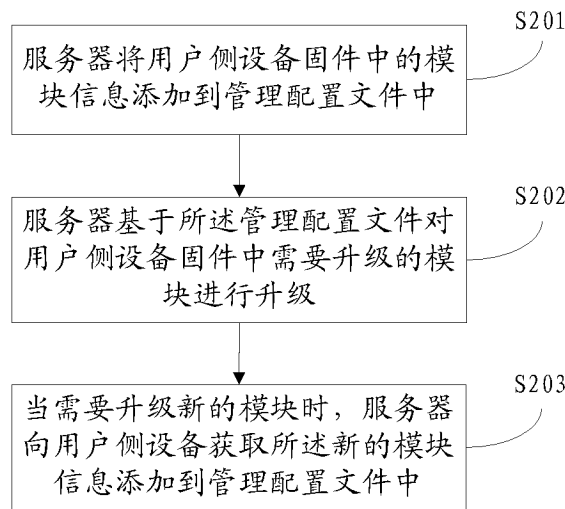 S201
服务器将用户侧设备固件中的模
块信息添加到管理配置文件中
S202
服务器基于所述管理配置文件对
用户侧设备固件中需要升级的模
块进行升级
S203
当需要升级新的模块时，服务器
向用户侧设备获取所述新的模块
信息添加到管理配置文件中